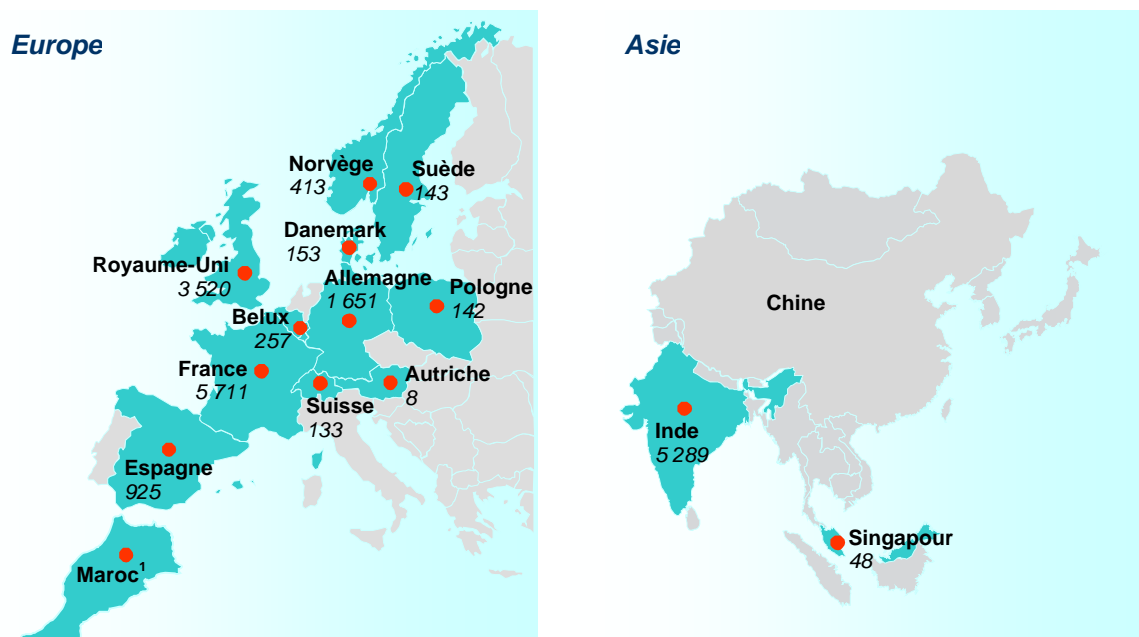 Europe
Norvège
413
Suède
143
Danemark
153
Royaume-Uni
3 520
Allemagne
1 651
Pologne
142
Belux
257
France
5 711
Autriche
8
Suisse
133
Espagne
925
Maroc¹
Asie
Chine
Inde
5 289
Singapour
48